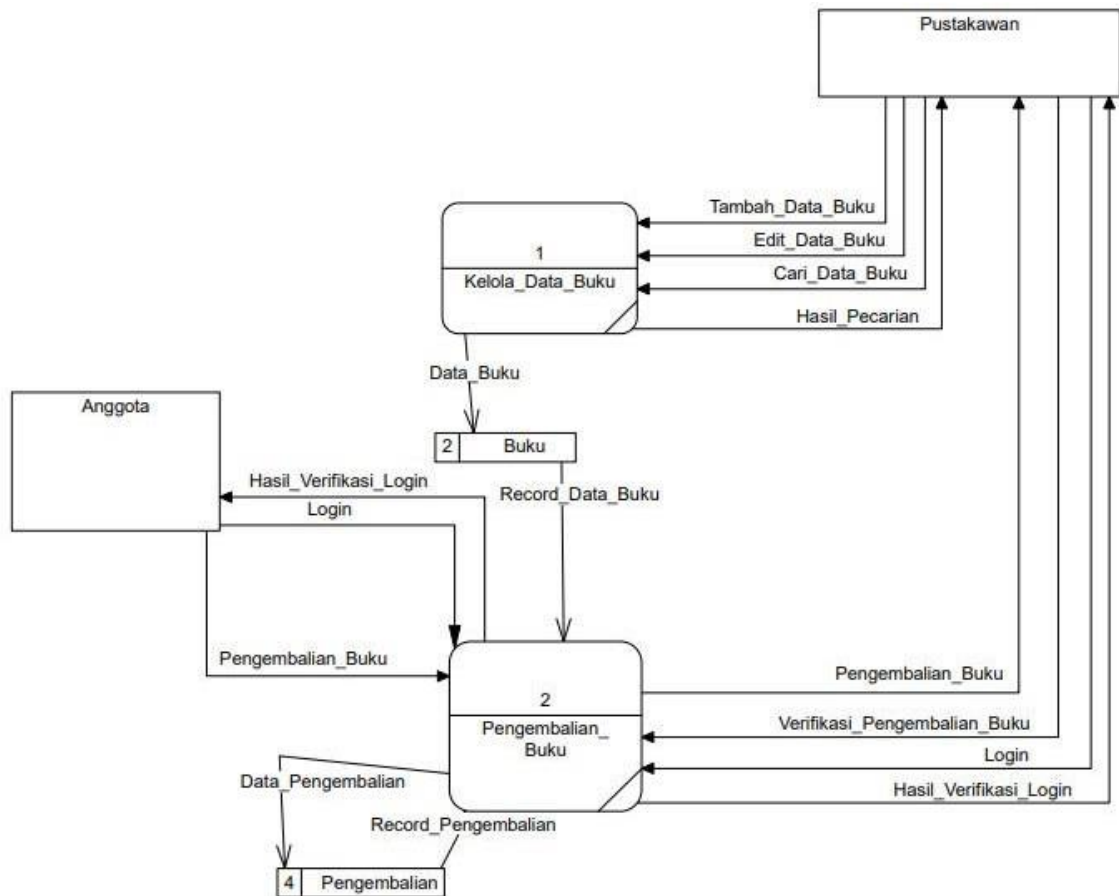 Pustakawan
Tambah_Data_Buku
1
Edit_Data_Buku
Kelola_Data_Buku
Cari_Data_Buku
Hasil_Pecarian
Data_Buku
Anggota
2 Buku
Hasil_Verifikasi_Login
Record_Data_Buku
Login
Pengembalian_Buku
Pengembalian_Buku
2
Verifikasi_Pengembalian_Buku
Pengembalian_
Buku
Login
Data_Pengembalian
Hasil_Verifikasi_Login
Record_Pengembalian
4 Pengembalian